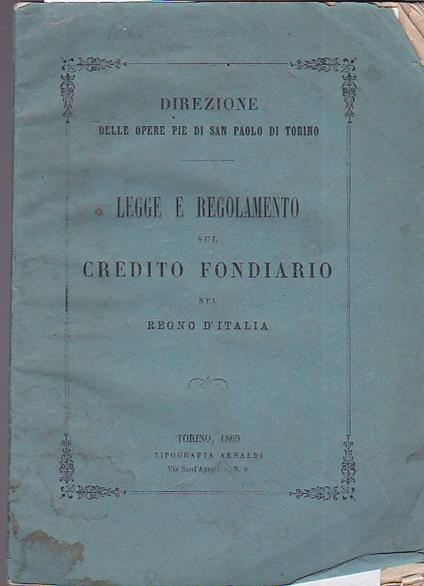 DIREZIONE
DELLE OPERE PIE DI SAN PAOLO DI TORINO
LEGGE E REGOLAMENTO
SUL
CREDITO FONDIARIO
NEL
REGNO D'ITALIA
TORINO, 1869
TIPOGRAFIA ARNALDI
Via Sant'Agost N. 6